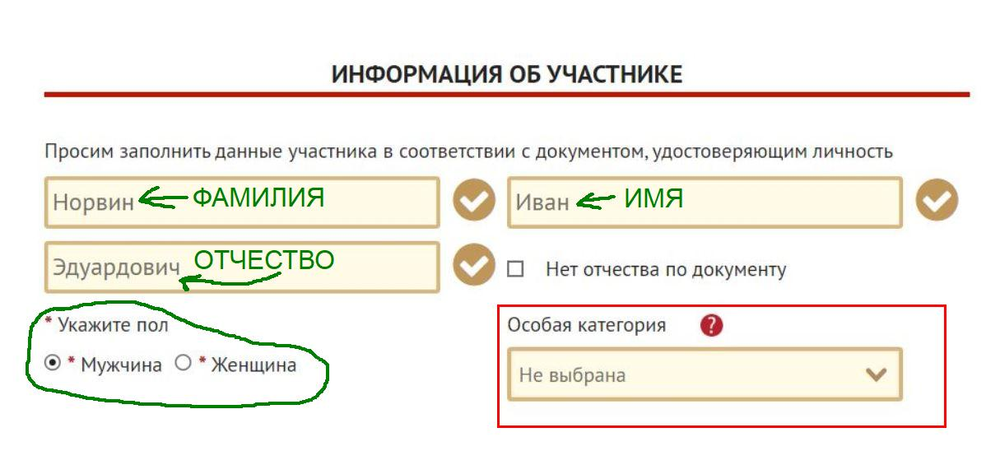 ИНФОРМАЦИЯ ОБ УЧАСТНИКЕ
Просим заполнить данные участника в соответствии с документом, удостоверяющим личность
Норвин ФАМИЛИЯ
Иван ИМЯ
Эдуардович ОТЧЕСТВО
Нет отчества по документу
* Укажите пол
* Мужчина * Женщина
Особая категория ?
Не выбрана